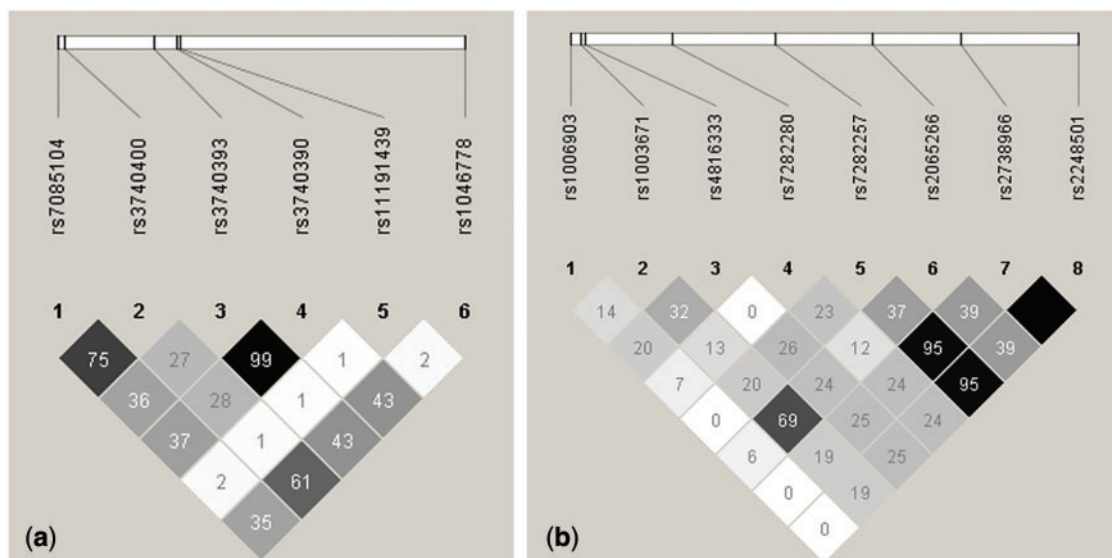 rs7085104
rs3740400
rs3740393
rs3740390
rs11191439
rs1046778
1 2 3 4 5 6
75 27 99 1 2
36 28 1 43
37 1 43
2 61
35
(a)
rs1006903
rs1003671
rs4816333
rs7282280
rs7282257
rs2065266
rs2738966
rs2248501
1 2 3 4 5 6 7 8
14 32 0 23 37 39
20 13 26 12 95 39
7 20 24 24 95
0 69 25 24
6 19 25
0 19
0
(b)